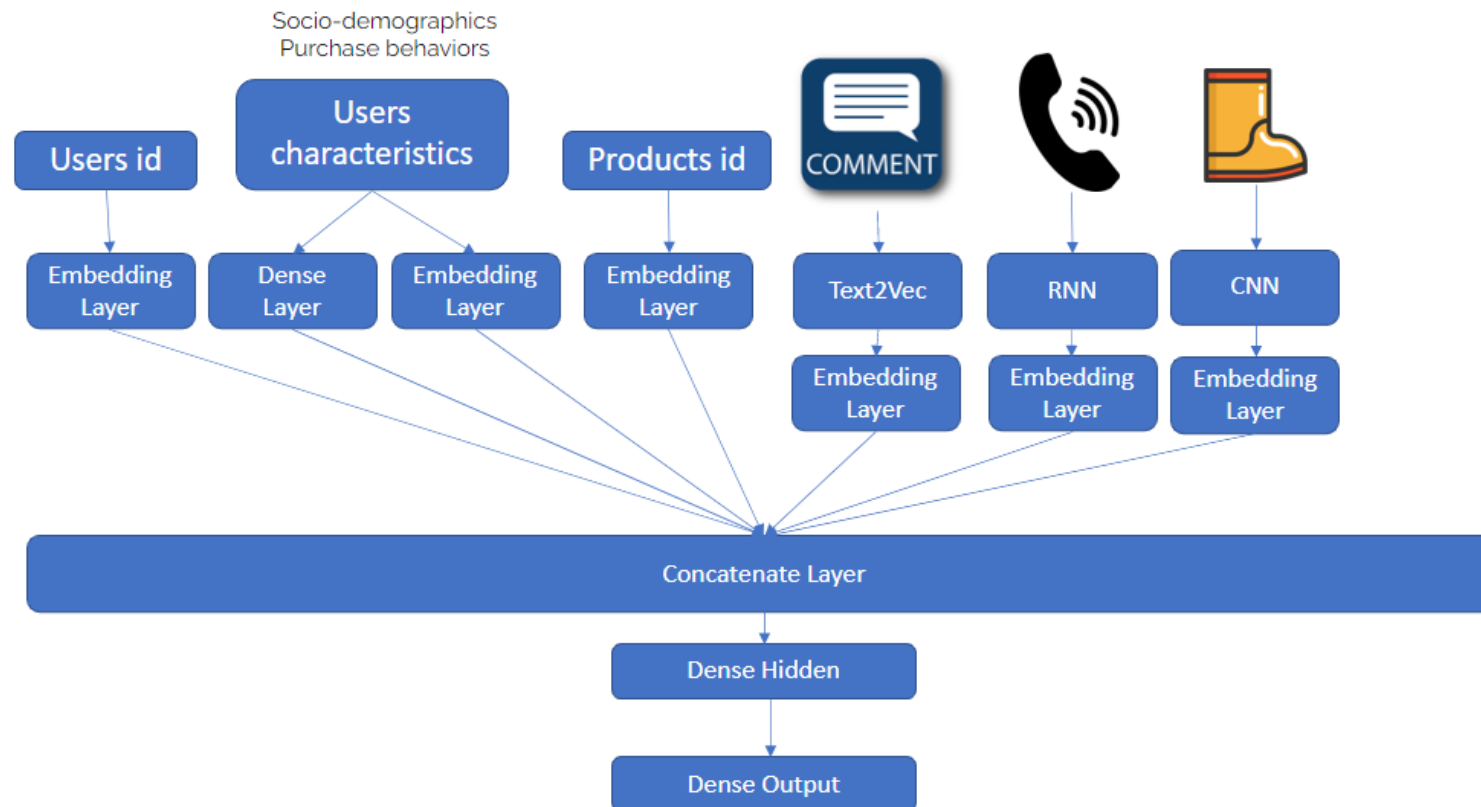 Socio-demographics
Purchase behaviors
Users
characteristics
Users id
Products id
COMMENT
Embedding
Layer
Dense
Layer
Embedding
Layer
Embedding
Layer
Text2Vec
RNN
CNN
Embedding
Layer
Embedding
Layer
Embedding
Layer
Concatenate Layer
Dense Hidden
Dense Output